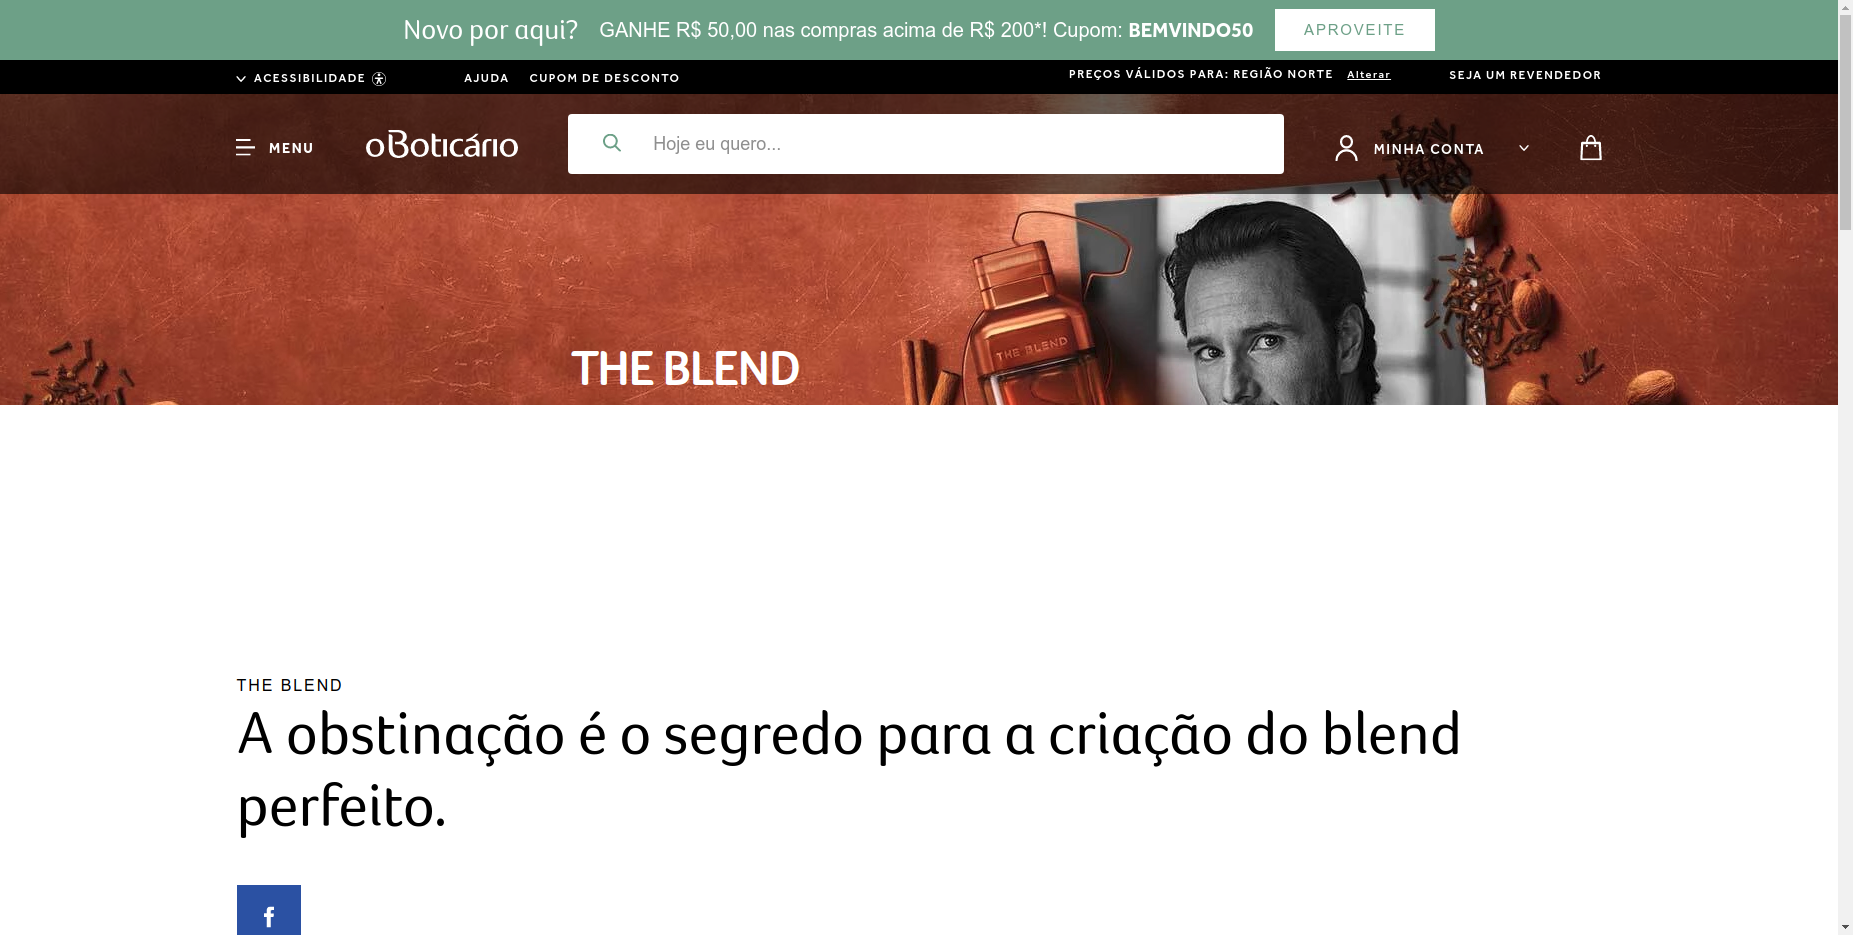 Novo por aqui? GANHE R$ 50,00 nas compras acima de R$ 200*! Cupom: BEMVINDO50 APROVEITE
ACESSIBILIDADE AJUDA CUPOM DE DESCONTO PREÇOS VÁLIDOS PARA: REGIÃO NORTE Alterar SEJA UM REVENDEDOR
MENU oBoticário Hoje eu quero... MINHA CONTA
THE BLEND
THE BLEND
THE BLEND
A obstinação é o segredo para a criação do blend
perfeito.
f